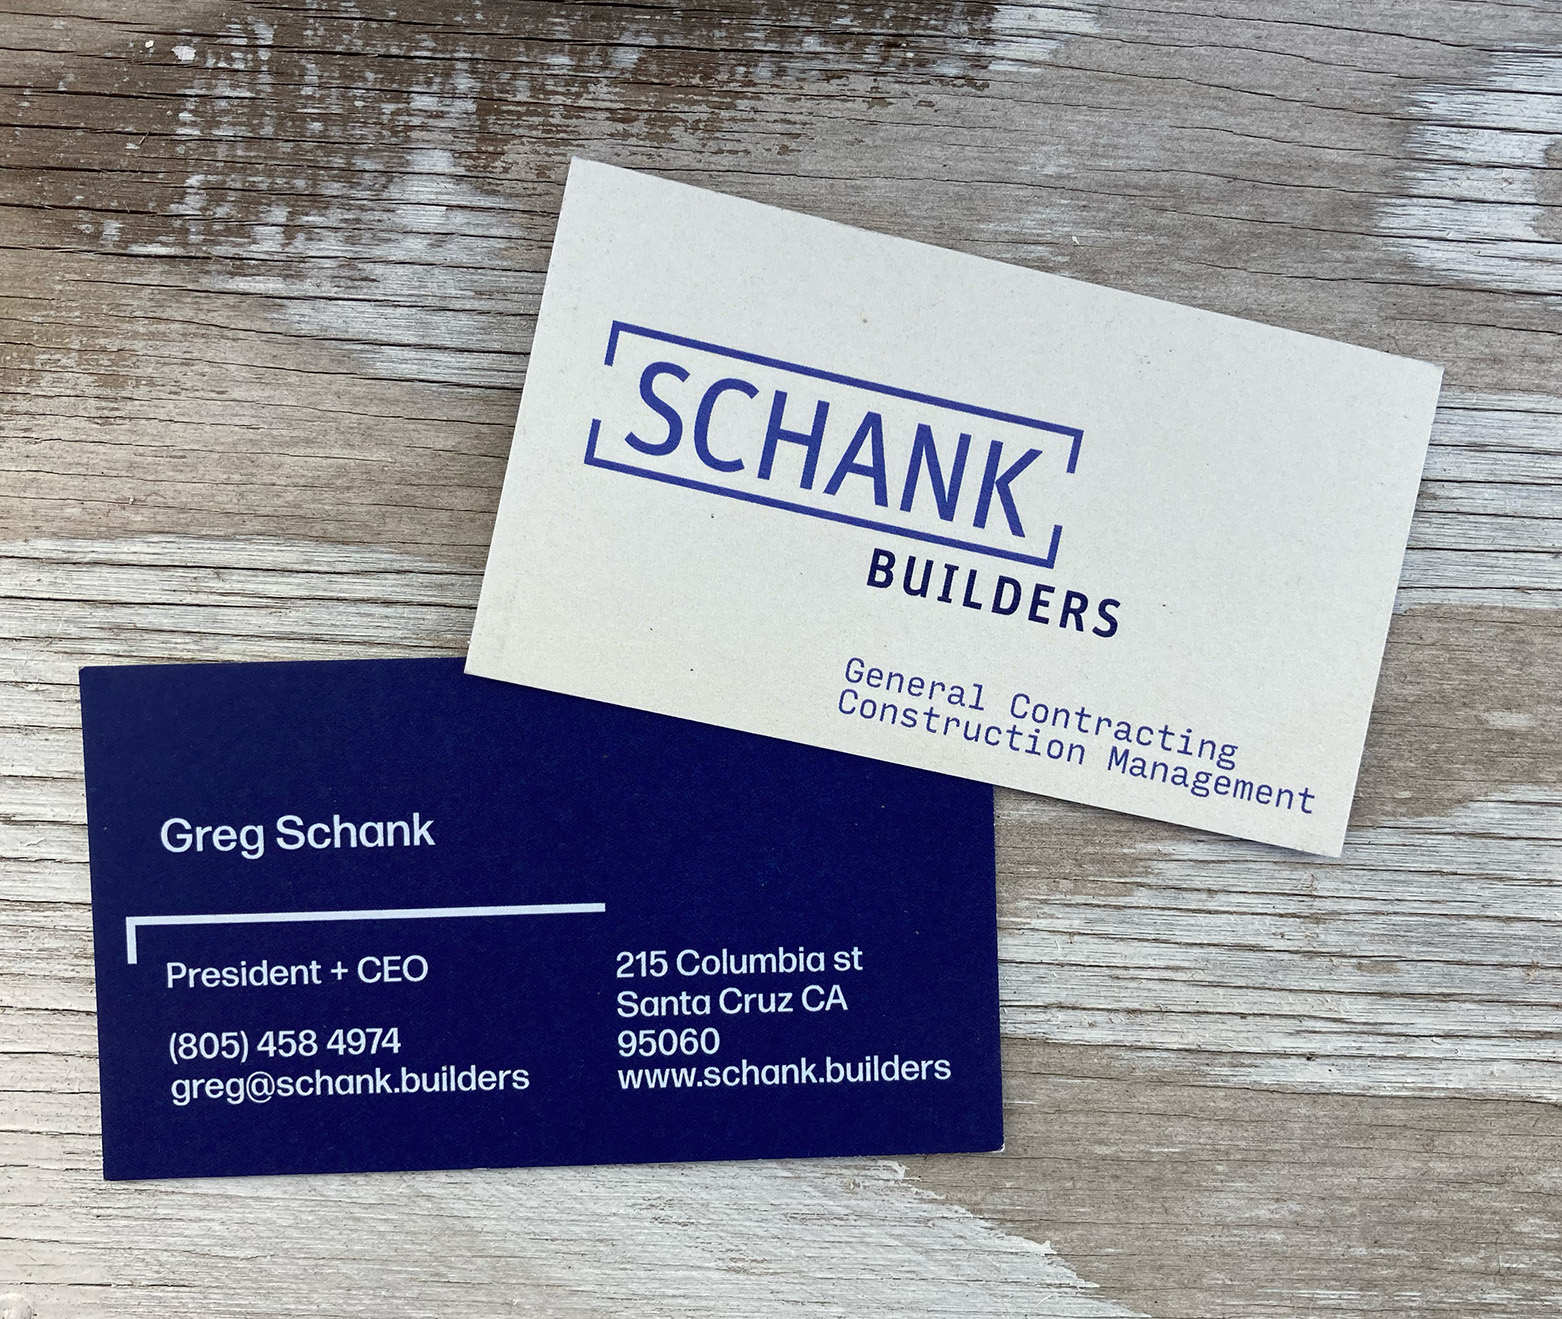 SCHANK
BUILDERS
General Contracting
Construction Management
Greg Schank
President + CEO
(805) 458 4974
greg@schank.builders
215 Columbia st
Santa Cruz CA
95060
www.schank.builders